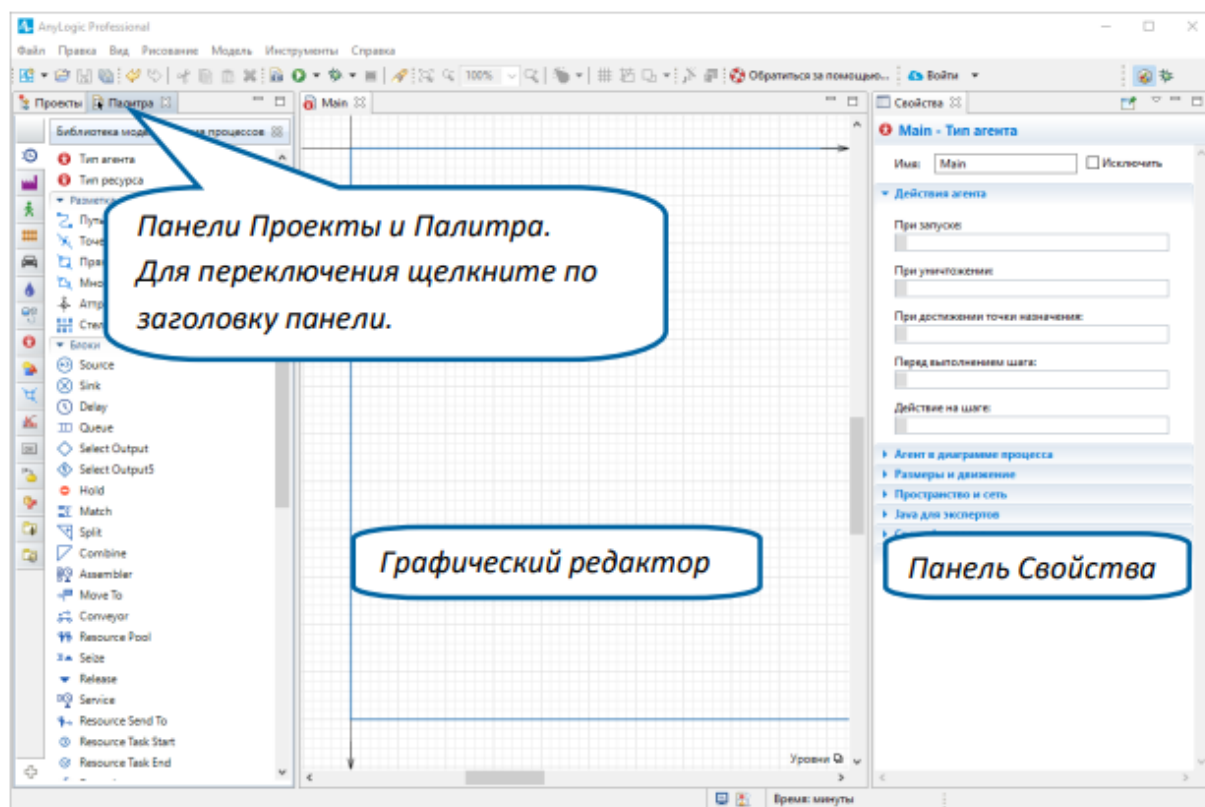 AnyLogic Professional
Файл Правка Вид Рисование Модель Инструменты Справка
100% Обратиться за помощью... Войти
Проекты Палитра
Main
Свойства
Библиотека
процессов
Main - Тип агента
Тип агента
Имя: Main Исключить
Тип ресурса
Действия агента
При запуске:
При уничтожении:
При достижении точки назначения:
Перед выполнением шага:
Действие на шаге:
Агент в диаграмме процесса
Размеры и движение
Пространство и сеть
Java для экспертов
Панели Проекты и Палитра.
Для переключения щелкните по
заголовку панели.
Блоки
Source
Sink
Delay
Queue
Select Output
Select Output5
Hold
Match
Split
Combine
Assembler
Move To
Conveyor
Resource Pool
Seize
Release
Service
Resource Send To
Resource Task Start
Resource Task End
Графический редактор
Панель Свойства
Уровни
Время: минуты